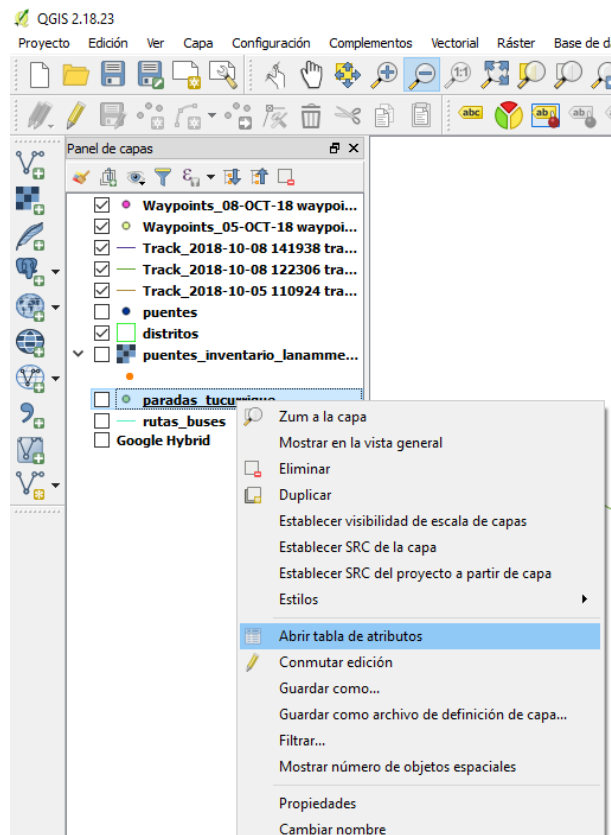 QGIS 2.18.23
Proyecto Edición Ver Capa Configuración Complementos Vectorial Ráster Base de d
1:1
abc ab ab
Panel de capas
Waypoints_08-OCT-18 waypoi...
Waypoints_05-OCT-18 waypoi...
Track_2018-10-08 141938 tra...
Track_2018-10-08 122306 tra...
Track_2018-10-05 110924 tra...
puentes
distritos
puentes_inventario_lanamme...
paradas_tucurrique
rutas_buses
Google Hybrid
Zum a la capa
Mostrar en la vista general
Eliminar
Duplicar
Establecer visibilidad de escala de capas
Establecer SRC de la capa
Establecer SRC del proyecto a partir de capa
Estilos
Abrir tabla de atributos
Conmutar edición
Guardar como...
Guardar como archivo de definición de capa...
Filtrar...
Mostrar número de objetos espaciales
Propiedades
Cambiar nombre